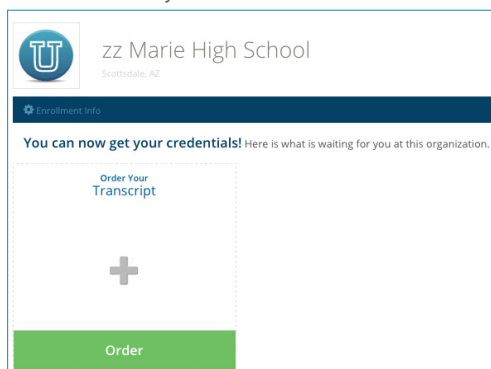 U
zz Marie High School
Scottsdale, AZ
Enrollment Info
You can now get your credentials! Here is what is waiting for you at this organization.
Order Your
Transcript
Order